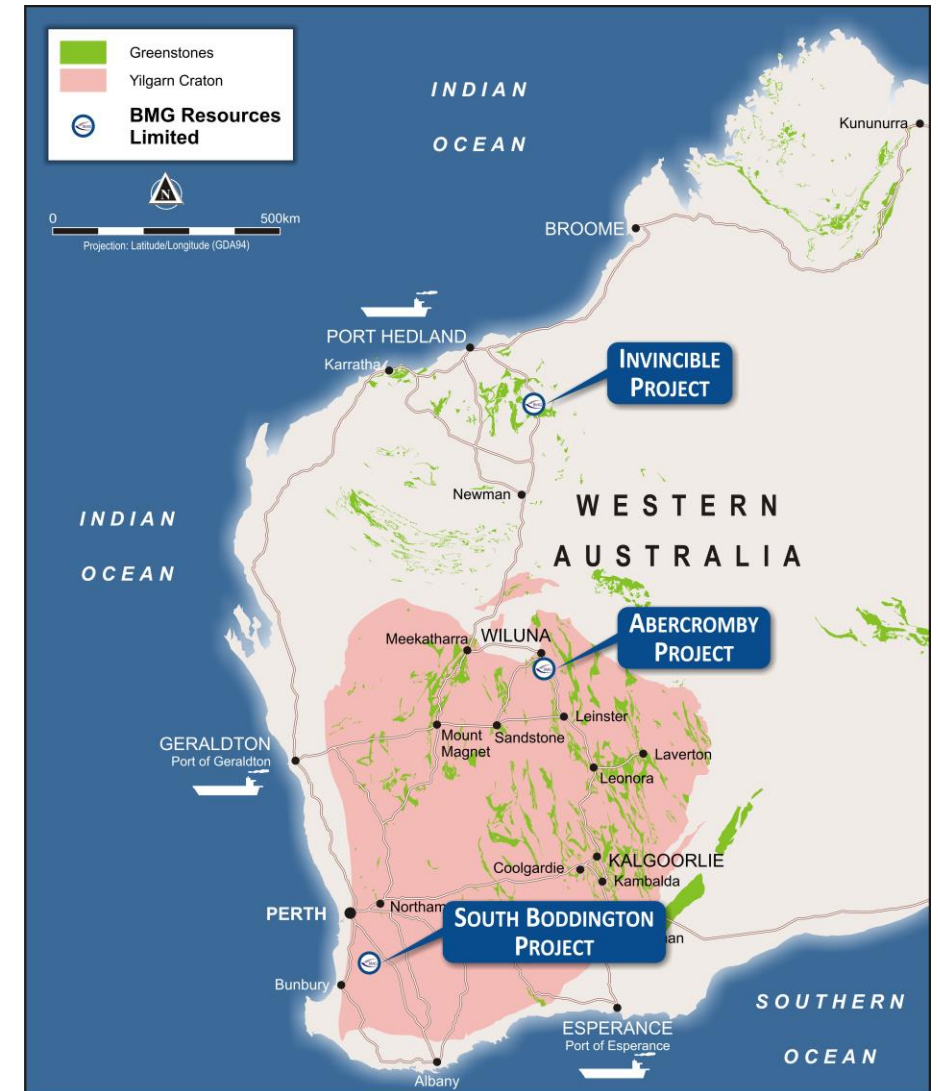 Greenstones
Yilgarn Craton
BMG Resources
Limited
N
0 500km
Projection: Latitude/Longitude (GDA94)
INDIAN
OCEAN
Kununurra
BROOME
PORT HEDLAND
Karratha
INVINCIBLE
PROJECT
Newman
WESTERN
AUSTRALIA
INDIAN
OCEAN
Meekatharra
WILUNA
ABERCROMBY
PROJECT
Leinster
Mount
Magnet
Sandstone
GERALDTON
Port of Geraldton
Laverton
Leonora
KALGOORLIE
Coolgardie
Kambalda
PERTH
Northam
SOUTH BODDINGTON
PROJECT
man
Bunbury
ESPERANCE
Port of Esperance
SOUTHERN
OCEAN
Albany